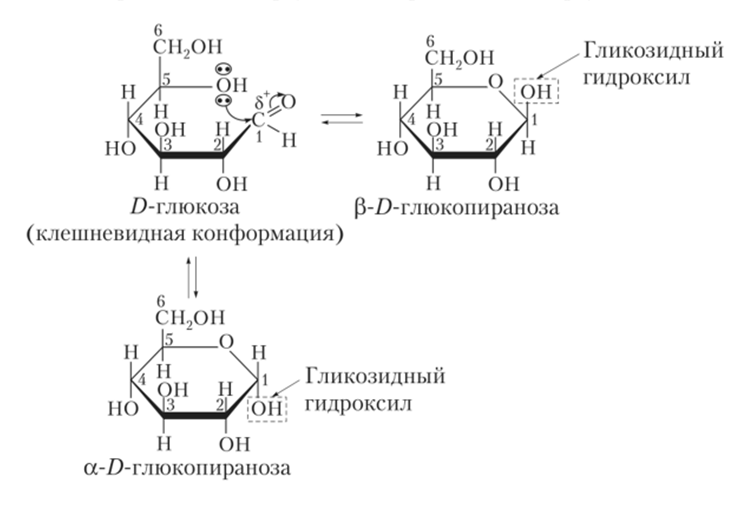 6
CH₂OH
5
OH
H
H
4
OH
H
δ⁺
O
C
1
H
HO
3
2
H
OH
D-глюкоза
(клешневидная конформация)
6
CH₂OH
5
O
OH
H
H
4
OH
H
1
HO
3
2
H
H
OH
β-D-глюкопираноза
Гликозидный
гидроксил
6
CH₂OH
5
O
H
H
H
4
OH
H
1
HO
3
2
OH
H
OH
α-D-глюкопираноза
Гликозидный
гидроксил